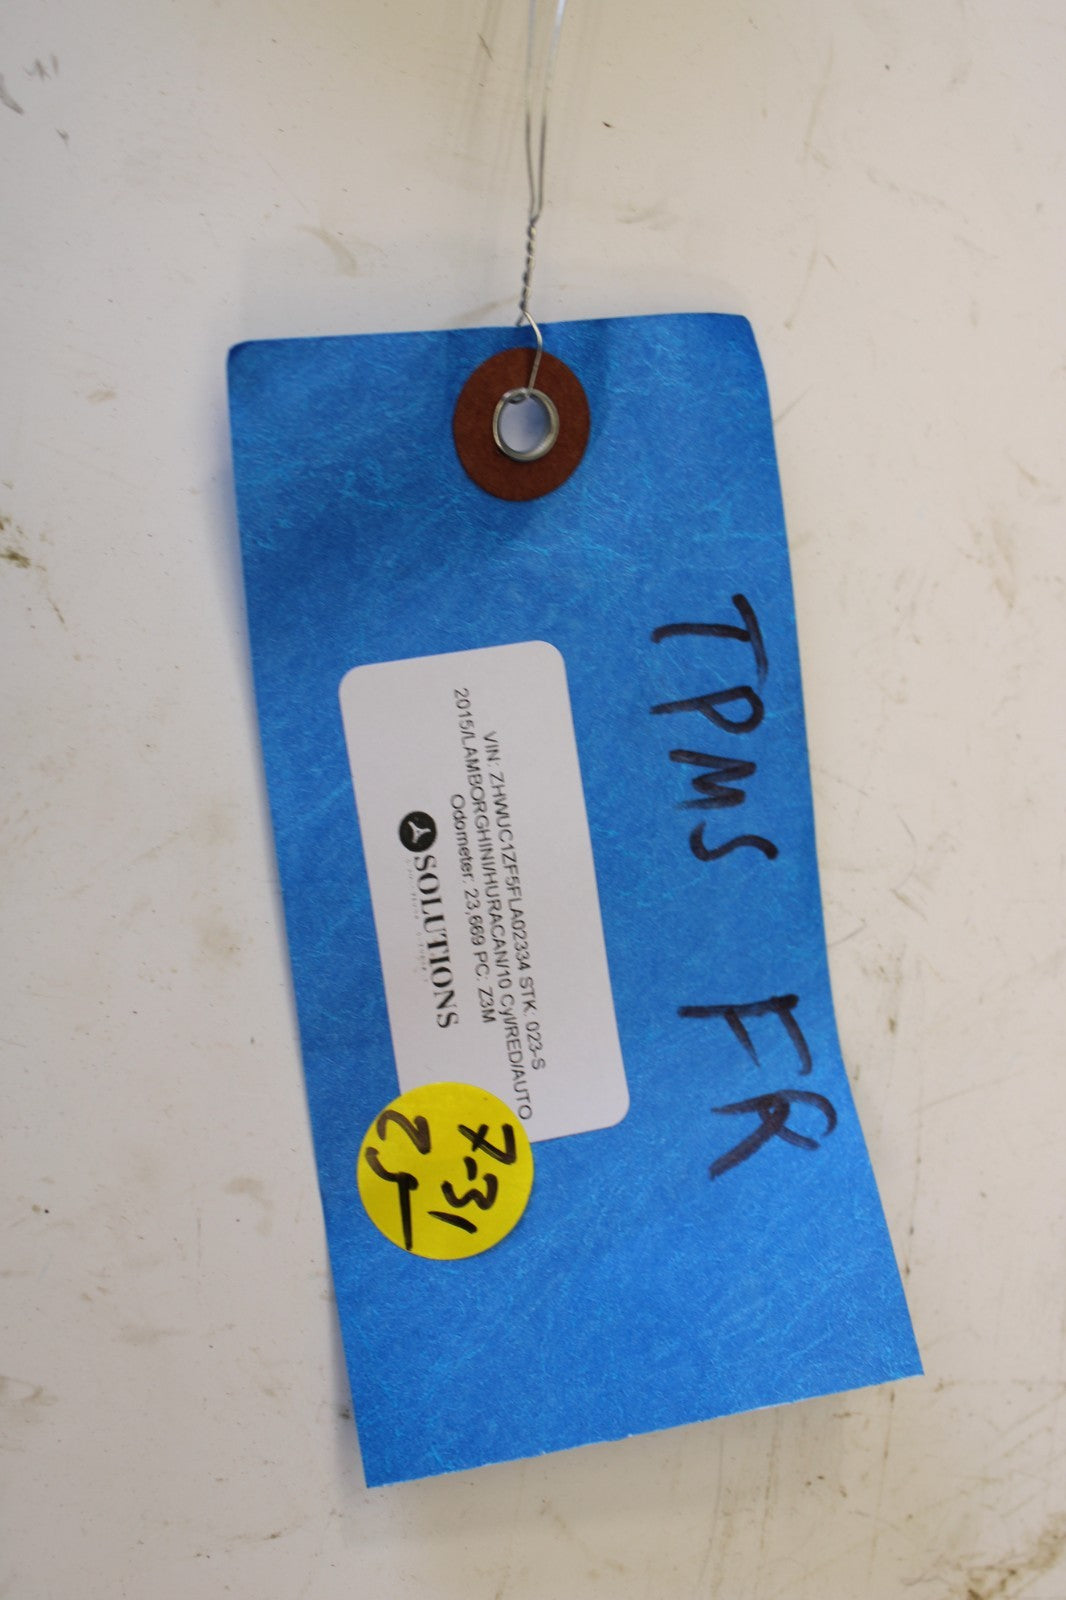 TPMS FR
VIN: ZHWUC1ZF5FLA02334 STK: 023-S
2015/LAMBORGHINI/HURACAN/10 Cyl/RED/AUTO
Odometer: 23,669 PC: Z3M
SOLUTIONS
7-31